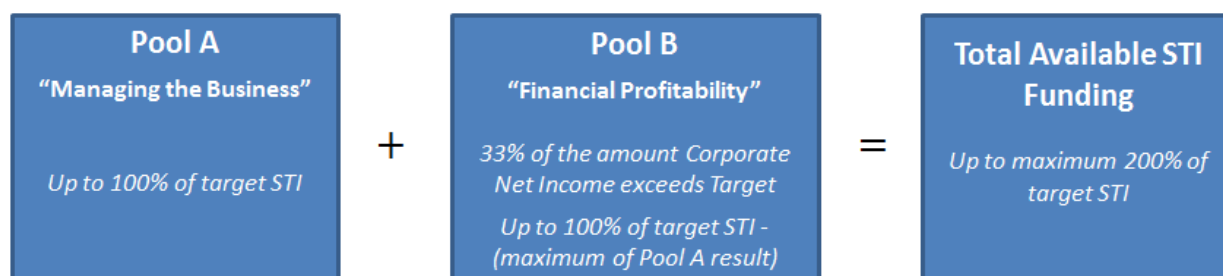 Pool A
“Managing the Business”
Up to 100% of target STI
+
Pool B
“Financial Profitability”
33% of the amount Corporate
Net Income exceeds Target
Up to 100% of target STI -
(maximum of Pool A result)
=
Total Available STI
Funding
Up to maximum 200% of
target STI